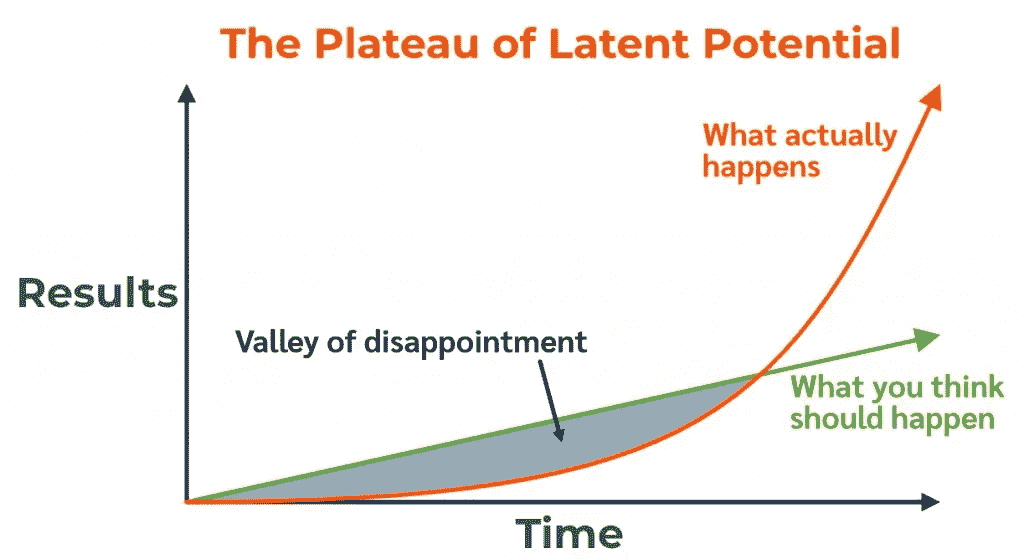 The Plateau of Latent Potential
What actually
happens
Results
Valley of disappointment
What you think
should happen
Time